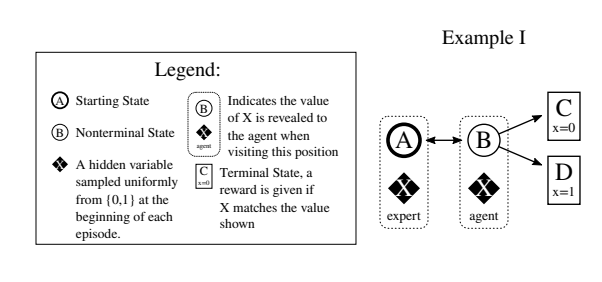 Example I
Legend:
A Starting State
B Nonterminal State
X A hidden variable
sampled uniformly
from {0,1} at the
beginning of each
episode.
B
X
agent
Indicates the value
of X is revealed to
the agent when
visiting this position
C
x=0
Terminal State, a
reward is given if
X matches the value
shown
A
X
expert
B
X
agent
C
x=0
D
x=1